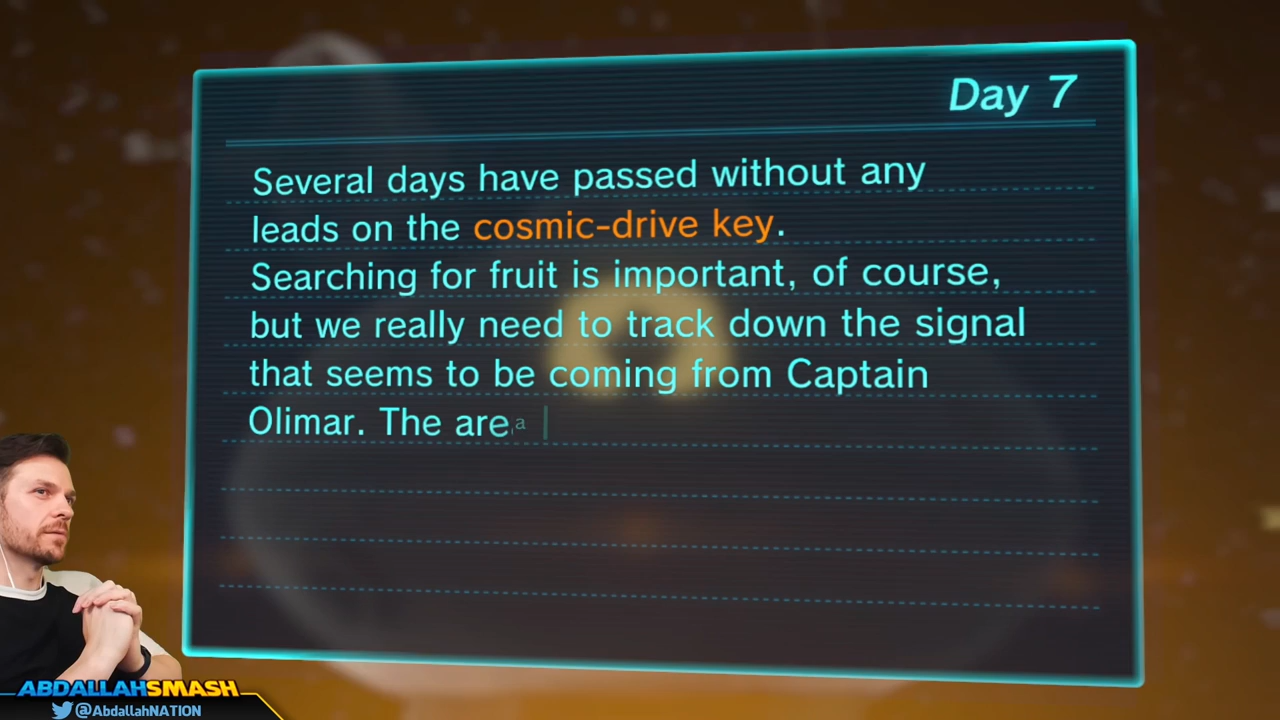 Day 7
Several days have passed without any
leads on the cosmic-drive key.
Searching for fruit is important, of course,
but we really need to track down the signal
that seems to be coming from Captain
Olimar. The area
ABDALLAHSMASH
@AbdallahNATION